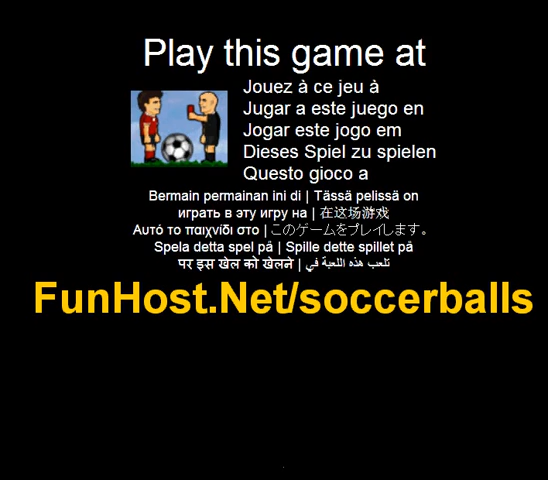 Play this game at
Jouez à ce jeu à
Jugar a este juego en
Jogar este jogo em
Dieses Spiel zu spielen
Questo gioco a
Bermain permainan ini di | Tässä pelissä on
играть в эту игру на | 在这场游戏
Αυτό το παιχνίδι στο | このゲームをプレイします。
Spela detta spel på | Spille dette spillet på
पर इस खेल को खेलने | تلعب هذه اللعبة في
FunHost.Net/soccerballs